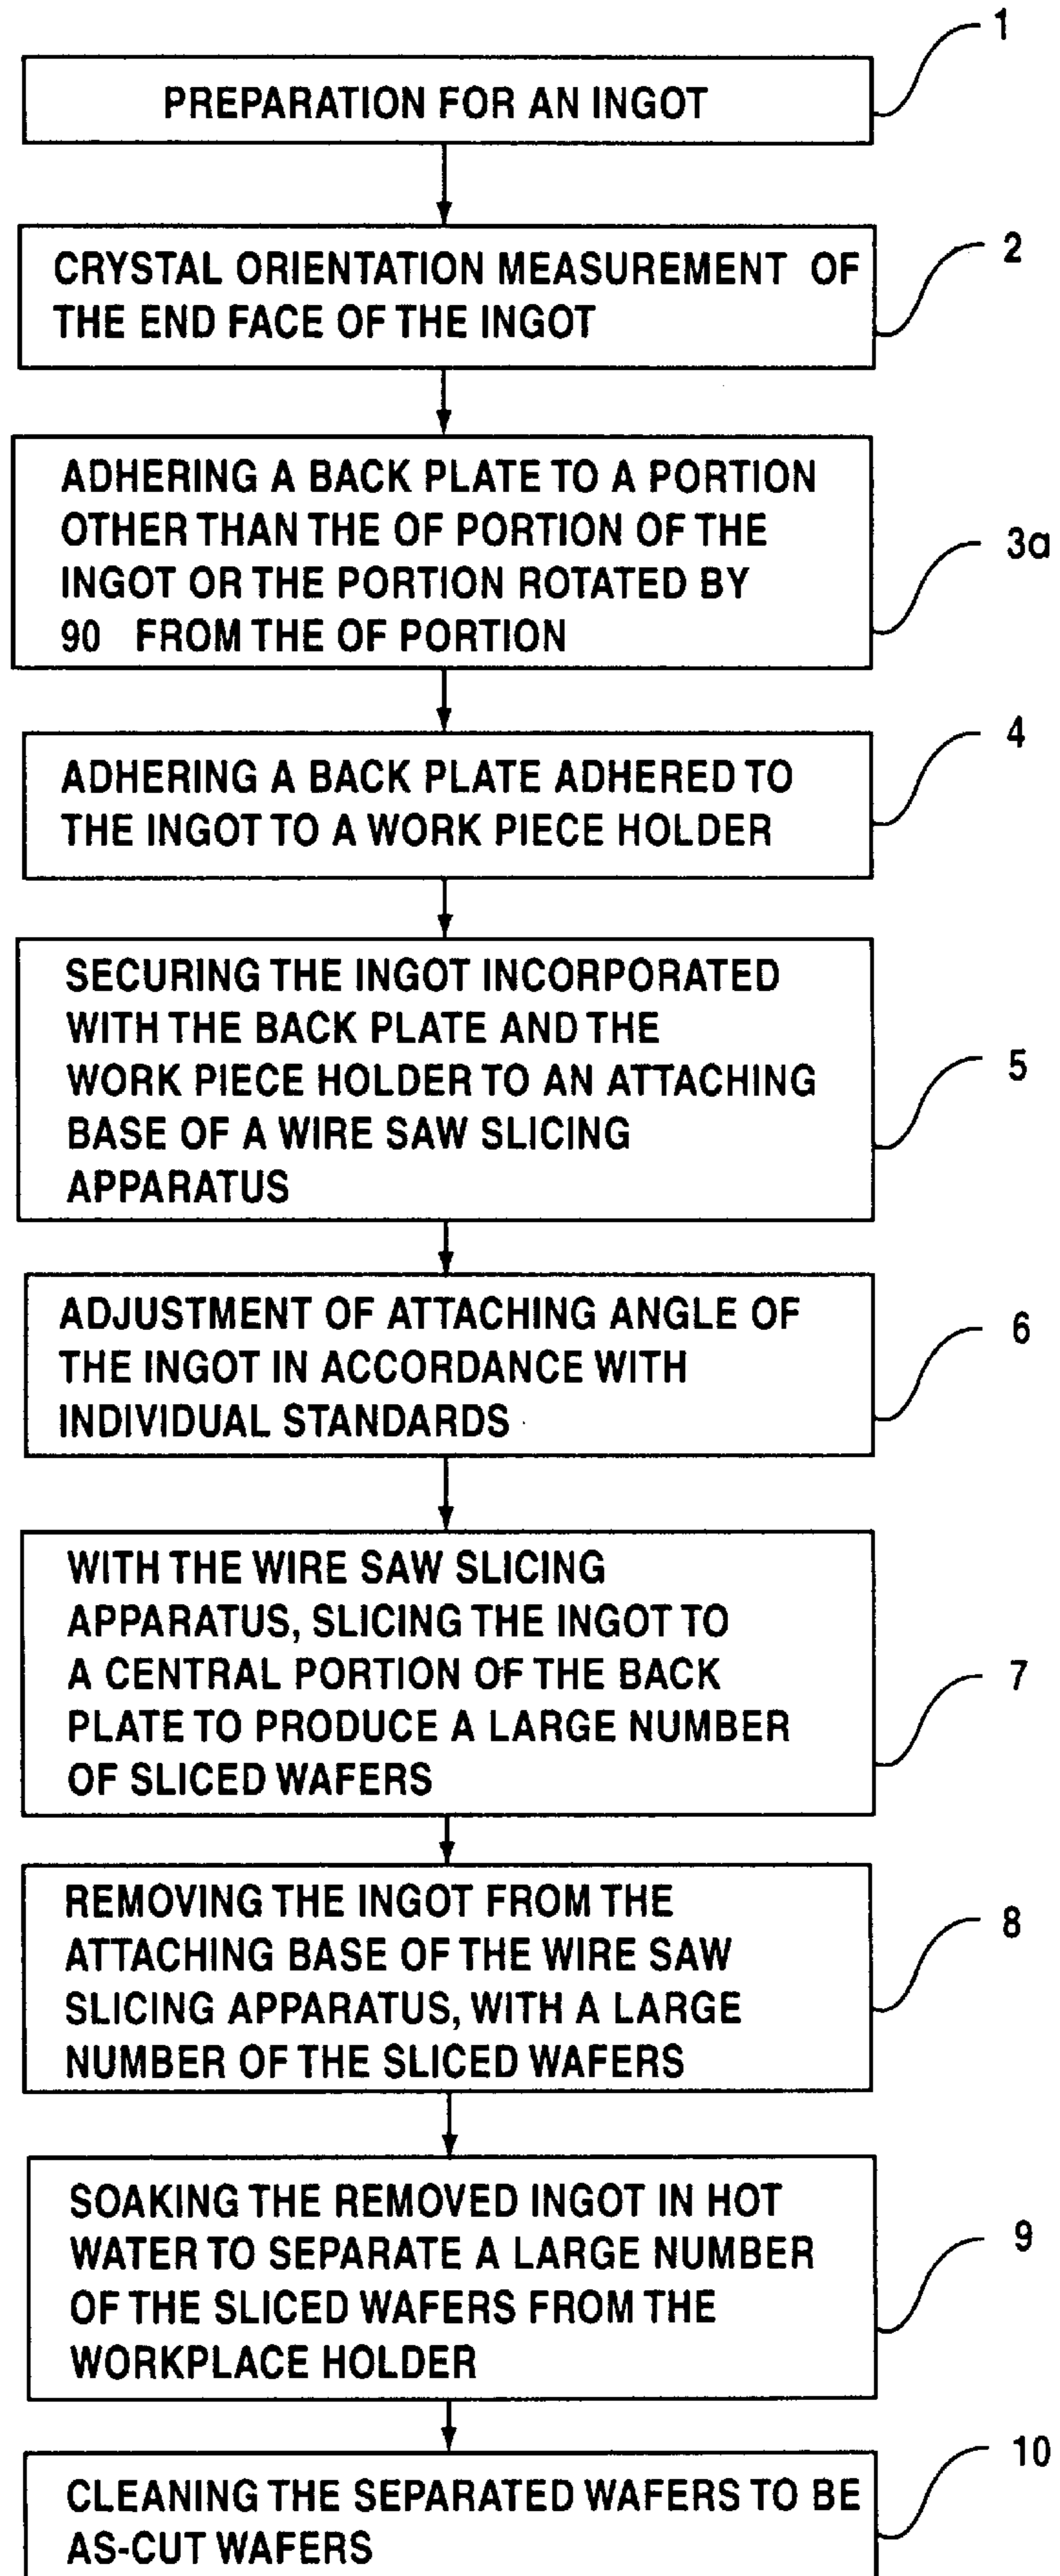 1
PREPARATION FOR AN INGOT
2
CRYSTAL ORIENTATION MEASUREMENT OF
THE END FACE OF THE INGOT
ADHERING A BACK PLATE TO A PORTION
OTHER THAN THE OF PORTION OF THE
INGOT OR THE PORTION ROTATED BY
90 FROM THE OF PORTION
3a
4
ADHERING A BACK PLATE ADHERED TO
THE INGOT TO A WORK PIECE HOLDER
SECURING THE INGOT INCORPORATED
WITH THE BACK PLATE AND THE
WORK PIECE HOLDER TO AN ATTACHING
BASE OF A WIRE SAW SLICING
APPARATUS
5
ADJUSTMENT OF ATTACHING ANGLE OF
THE INGOT IN ACCORDANCE WITH
INDIVIDUAL STANDARDS
6
WITH THE WIRE SAW SLICING
APPARATUS, SLICING THE INGOT TO
A CENTRAL PORTION OF THE BACK
PLATE TO PRODUCE A LARGE NUMBER
OF SLICED WAFERS
7
REMOVING THE INGOT FROM THE
ATTACHING BASE OF THE WIRE SAW
SLICING APPARATUS, WITH A LARGE
NUMBER OF THE SLICED WAFERS
8
SOAKING THE REMOVED INGOT IN HOT
WATER TO SEPARATE A LARGE NUMBER
OF THE SLICED WAFERS FROM THE
WORKPLACE HOLDER
9
10
CLEANING THE SEPARATED WAFERS TO BE
AS-CUT WAFERS